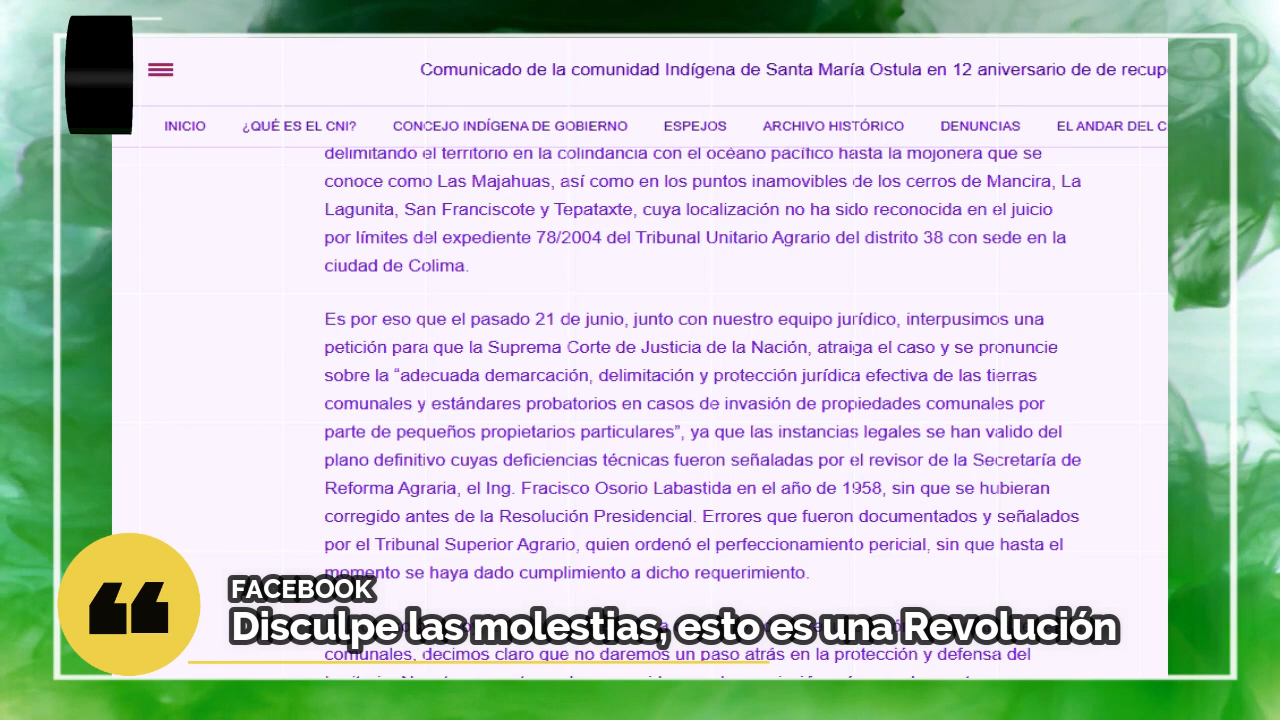 Comunicado de la comunidad Indígena de Santa María Ostula en 12 aniversario de de recup
INICIO ¿QUÉ ES EL CNI? CONCEJO INDÍGENA DE GOBIERNO ESPEJOS ARCHIVO HISTÓRICO DENUNCIAS EL ANDAR DEL C
delimitando el territorio en la colindancia con el océano pacífico hasta la mojonera que se
conoce como Las Majahuas, así como en los puntos inamovibles de los cerros de Mancira, La
Lagunita, San Franciscote y Tepataxte, cuya localización no ha sido reconocida en el juicio
por límites del expediente 78/2004 del Tribunal Unitario Agrario del distrito 38 con sede en la
ciudad de Colima.
Es por eso que el pasado 21 de junio, junto con nuestro equipo jurídico, interpusimos una
petición para que la Suprema Corte de Justicia de la Nación, atraiga el caso y se pronuncie
sobre la “adecuada demarcación, delimitación y protección jurídica efectiva de las tierras
comunales y estándares probatorios en casos de invasión de propiedades comunales por
parte de pequeños propietarios particulares”, ya que las instancias legales se han valido del
plano definitivo cuyas deficiencias técnicas fueron señaladas por el revisor de la Secretaría de
Reforma Agraria, el Ing. Fracisco Osorio Labastida en el año de 1958, sin que se hubieran
corregido antes de la Resolución Presidencial. Errores que fueron documentados y señalados
por el Tribunal Superior Agrario, quien ordenó el perfeccionamiento pericial, sin que hasta el
momento se haya dado cumplimiento a dicho requerimiento.
FACEBOOK
Disculpe las molestias, esto es una Revolución
comunales, decimos claro que no daremos un paso atrás en la protección y defensa del